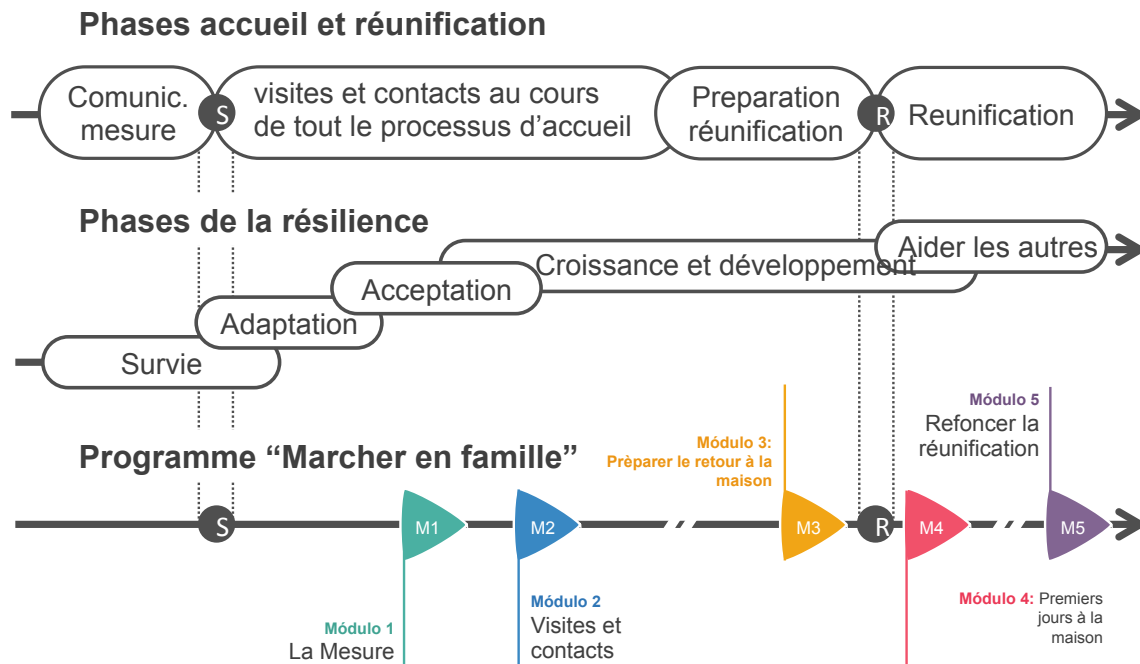 Phases accueil et réunification
Comunic.
mesure
S
visites et contacts au cours
de tout le processus d’accueil
Preparation
réunification
R
Reunification
Phases de la résilience
Survie
Adaptation
Acceptation
Croissance et développement
Aider les autres
Programme “Marcher en famille”
S
M1
M2
M3
R
M4
M5
Módulo 1
La Mesure
Módulo 2
Visites et
contacts
Módulo 3:
Prèparer le retour à la
maison
Módulo 4: Premiers
jours à la
maison
Módulo 5
Refoncer la
réunification